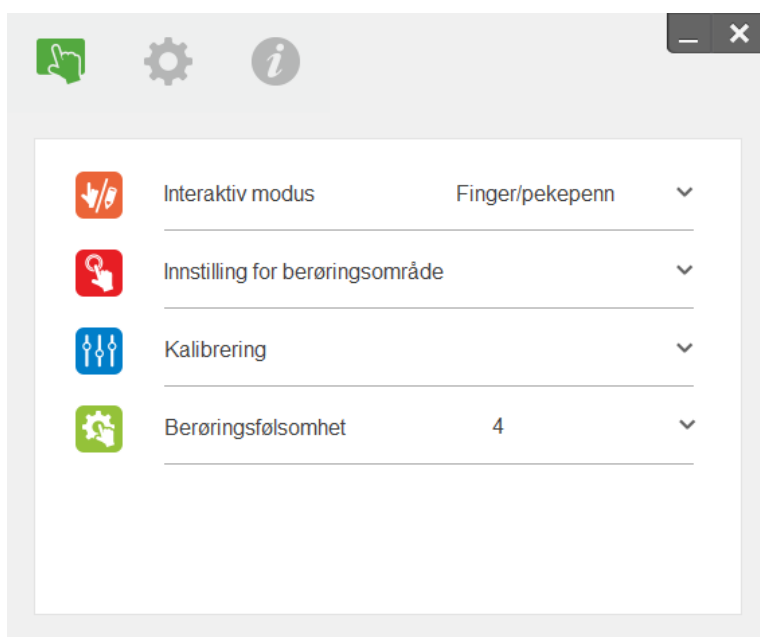 Interaktiv modus Finger/pekepenn
Innstilling for berøringsområde
Kalibrering
Berøringsfølsomhet 4